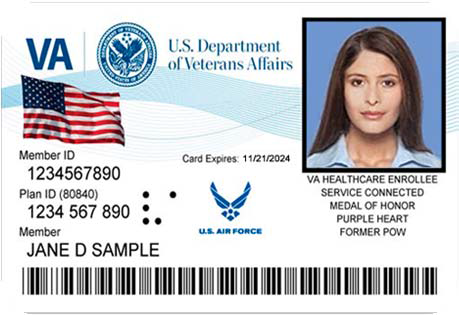 VA
U.S. Department
of Veterans Affairs
Member ID
1234567890
Card Expires: 11/21/2024
Plan ID (80840)
1234 567 890
Member
JANE D SAMPLE
U.S. AIR FORCE
VA HEALTHCARE ENROLLEE
SERVICE CONNECTED
MEDAL OF HONOR
PURPLE HEART
FORMER POW